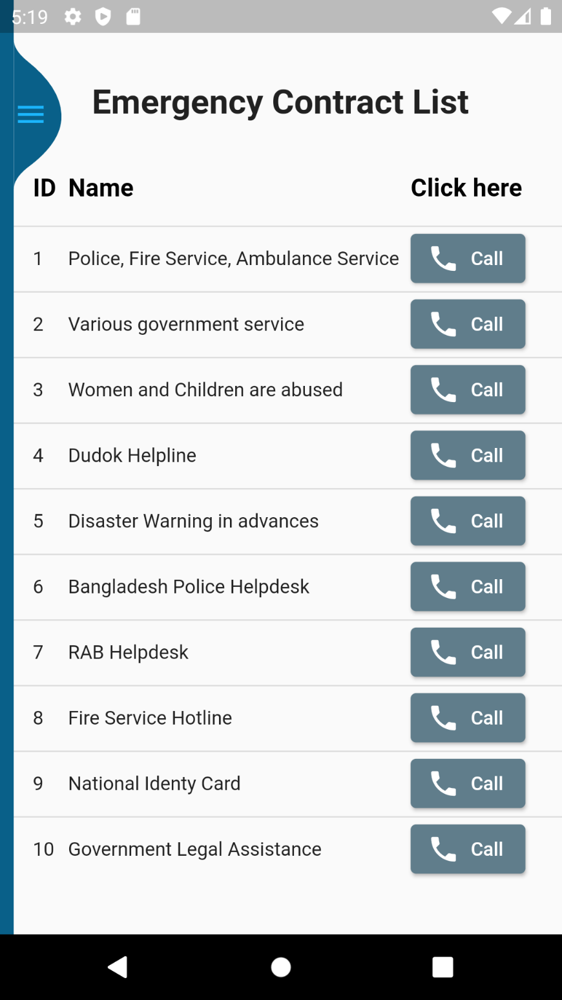 5:19
Emergency Contract List
ID Name Click here
1 Police, Fire Service, Ambulance Service Call
2 Various government service Call
3 Women and Children are abused Call
4 Dudok Helpline Call
5 Disaster Warning in advances Call
6 Bangladesh Police Helpdesk Call
7 RAB Helpdesk Call
8 Fire Service Hotline Call
9 National Identy Card Call
10 Government Legal Assistance Call